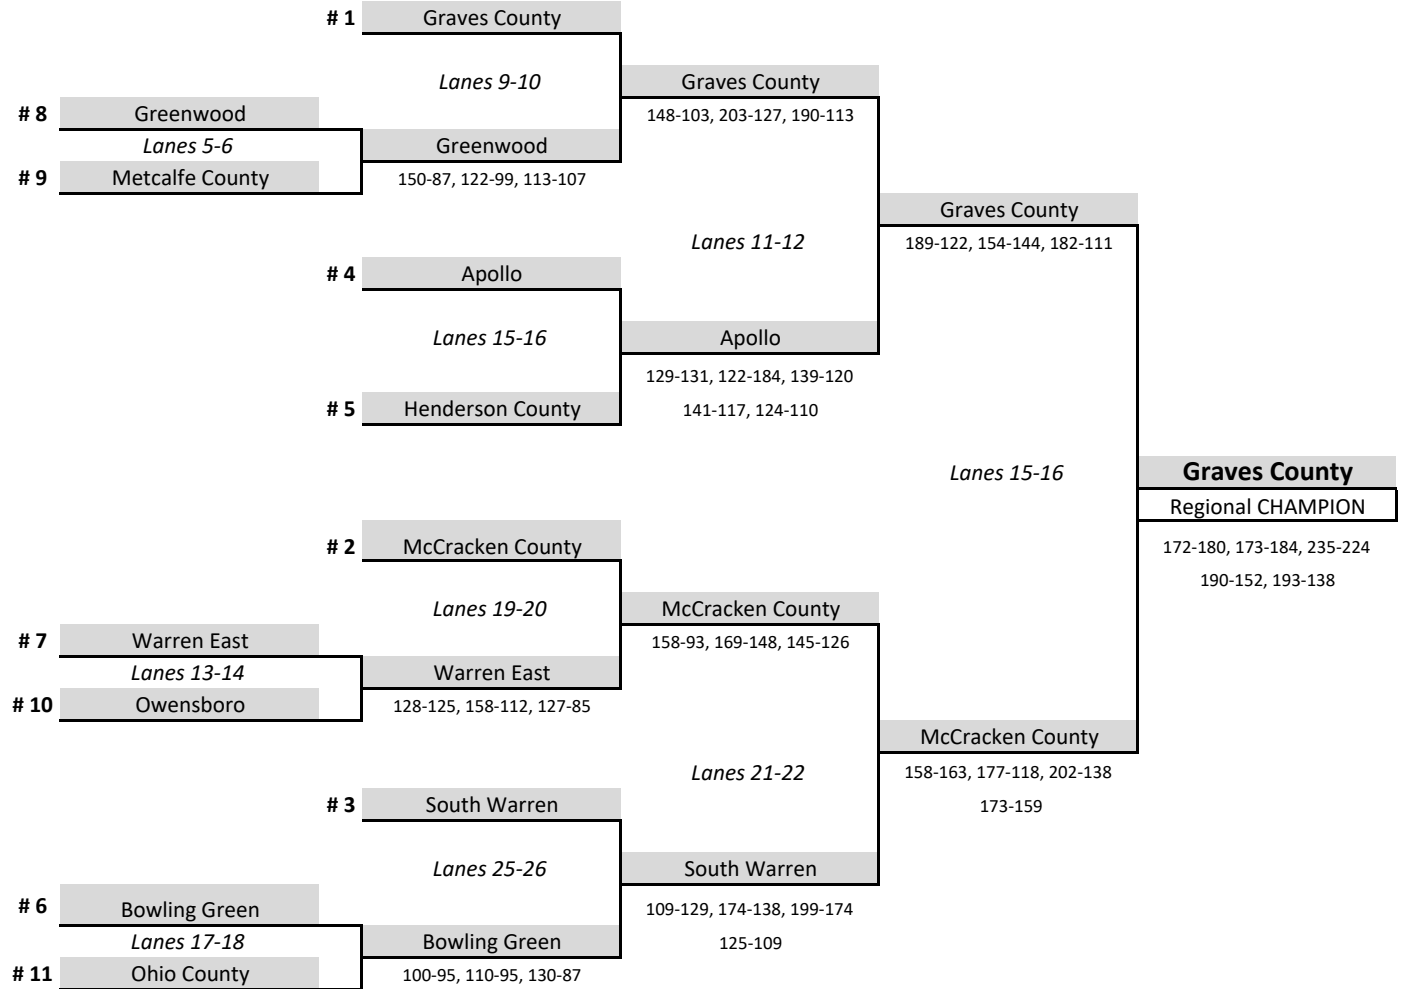 # 1 Graves County
Lanes 9-10
Graves County
# 8 Greenwood
148-103, 203-127, 190-113
Lanes 5-6
Greenwood
# 9 Metcalfe County
150-87, 122-99, 113-107
Graves County
Lanes 11-12
189-122, 154-144, 182-111
# 4 Apollo
Lanes 15-16
Apollo
129-131, 122-184, 139-120
# 5 Henderson County
141-117, 124-110
Lanes 15-16
Graves County
Regional CHAMPION
172-180, 173-184, 235-224
190-152, 193-138
# 2 McCracken County
Lanes 19-20
McCracken County
# 7 Warren East
158-93, 169-148, 145-126
Lanes 13-14
Warren East
# 10 Owensboro
128-125, 158-112, 127-85
McCracken County
Lanes 21-22
158-163, 177-118, 202-138
173-159
# 3 South Warren
Lanes 25-26
South Warren
# 6 Bowling Green
109-129, 174-138, 199-174
125-109
Lanes 17-18
Bowling Green
# 11 Ohio County
100-95, 110-95, 130-87